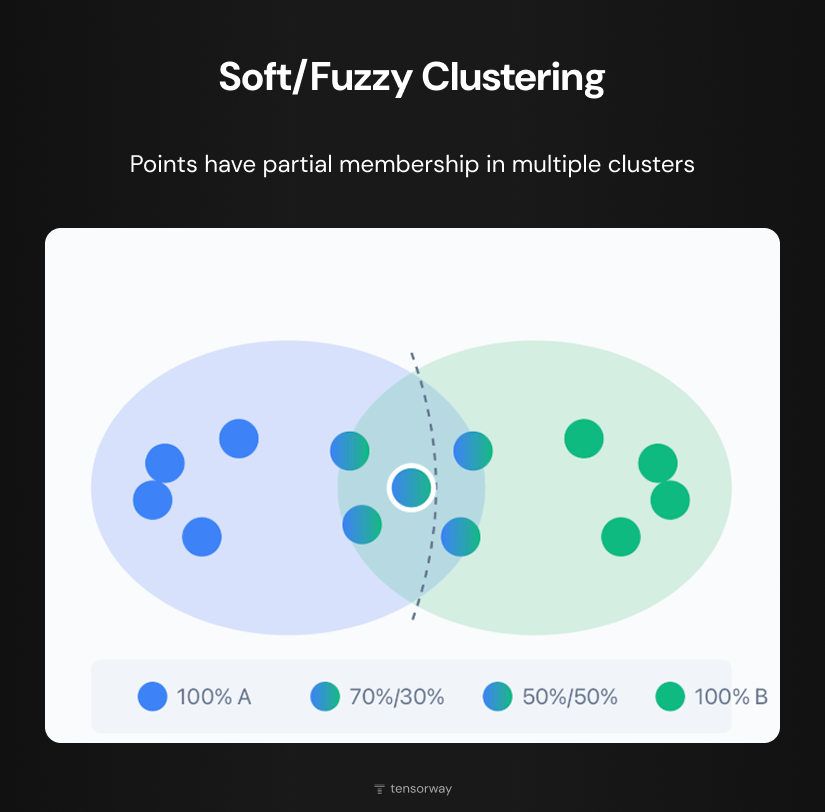 Soft/Fuzzy Clustering
Points have partial membership in multiple clusters
100% A 70%/30% 50%/50% 100% B
tensorway